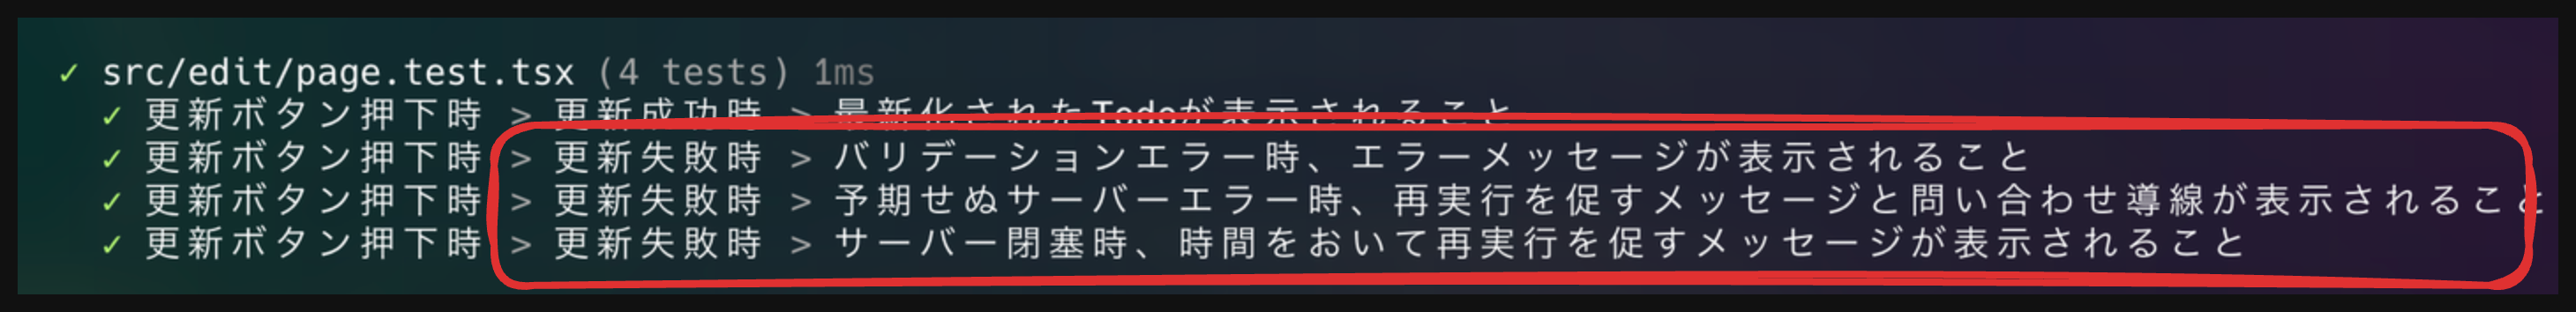 ✓ src/edit/page.test.tsx (4 tests) 1ms
✓ 更新ボタン押下時 > 更新成功時 > 最新化されたTodoが表示されること
✓ 更新ボタン押下時 > 更新失敗時 > バリデーションエラー時、エラーメッセージが表示されること
✓ 更新ボタン押下時 > 更新失敗時 > 予期せぬサーバーエラー時、再実行を促すメッセージと問い合わせ導線が表示されること
✓ 更新ボタン押下時 > 更新失敗時 > サーバー閉塞時、時間をおいて再実行を促すメッセージが表示されること